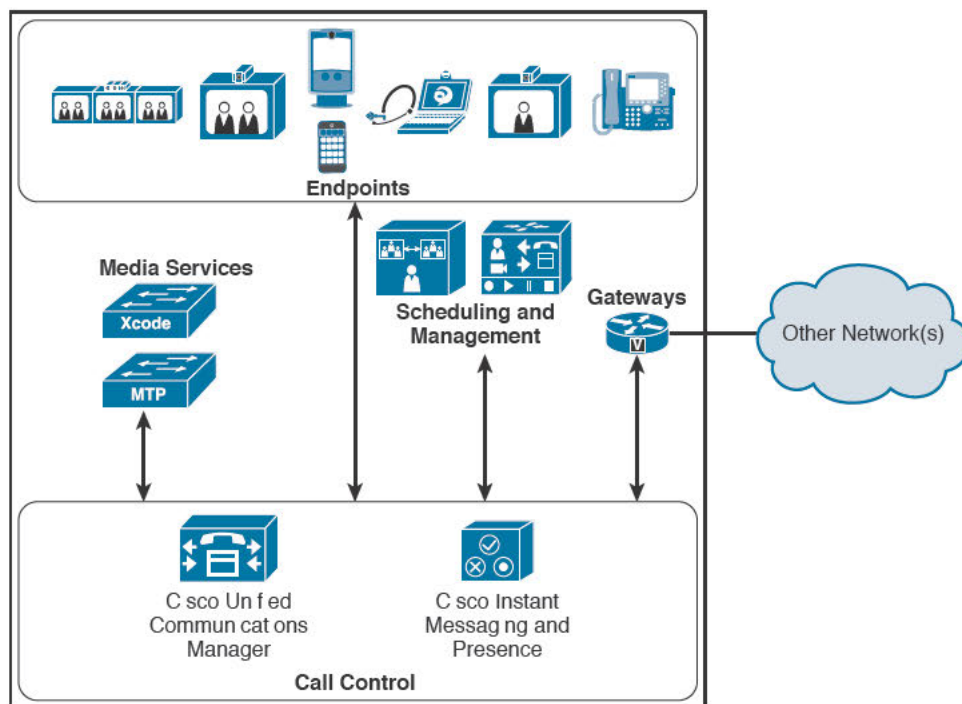 Endpoints
Media Services
Xcode
MTP
Scheduling and
Management
Gateways
V
Other Network(s)
C sco Un f ed
Commun cat ons
Manager
C sco Instant
Messag ng and
Presence
Call Control